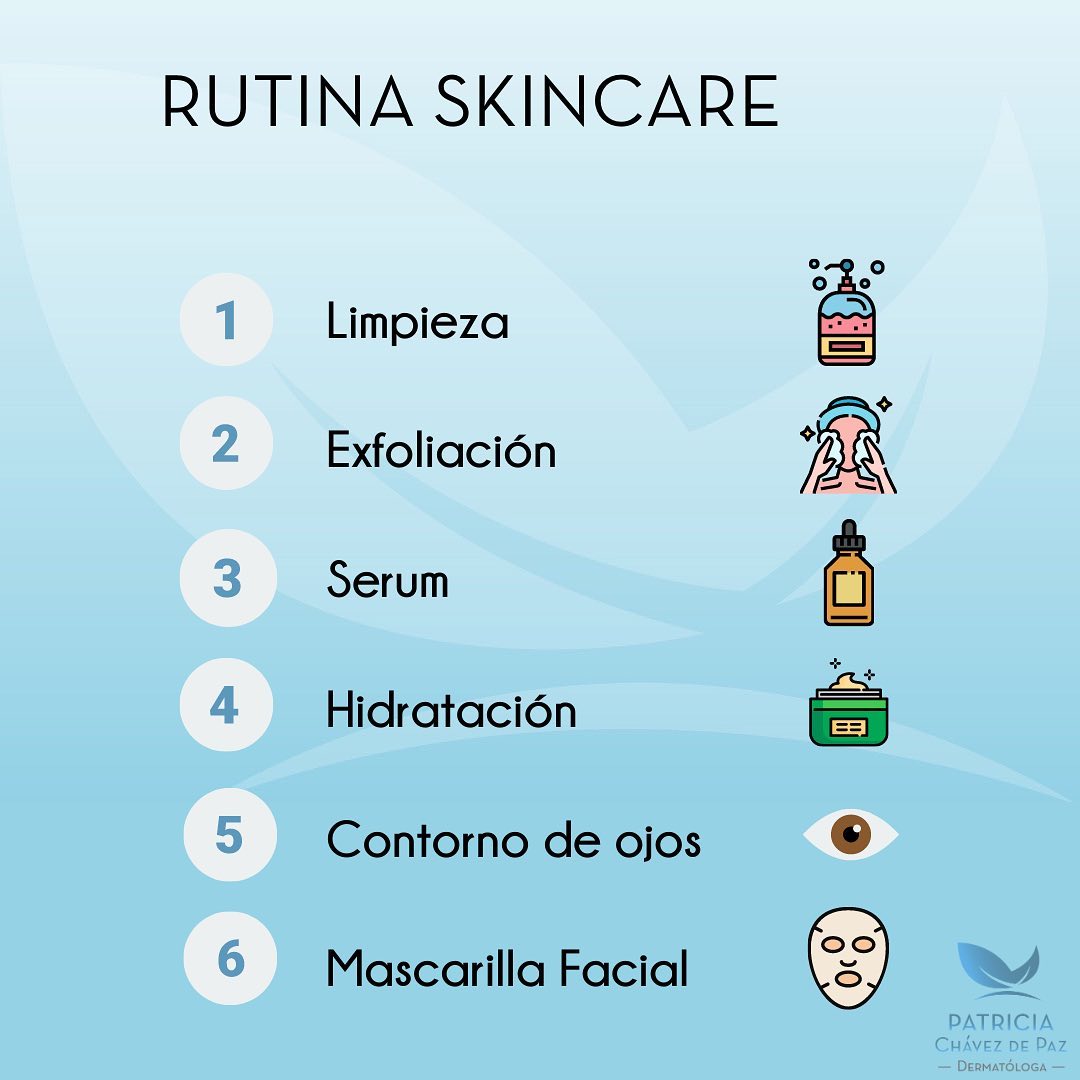 RUTINA SKINCARE
1 Limpieza
2 Exfoliación
3 Serum
4 Hidratación
5 Contorno de ojos
6 Mascarilla Facial
PATRICIA
CHÁVEZ DE PAZ
— DERMATÓLOGA —